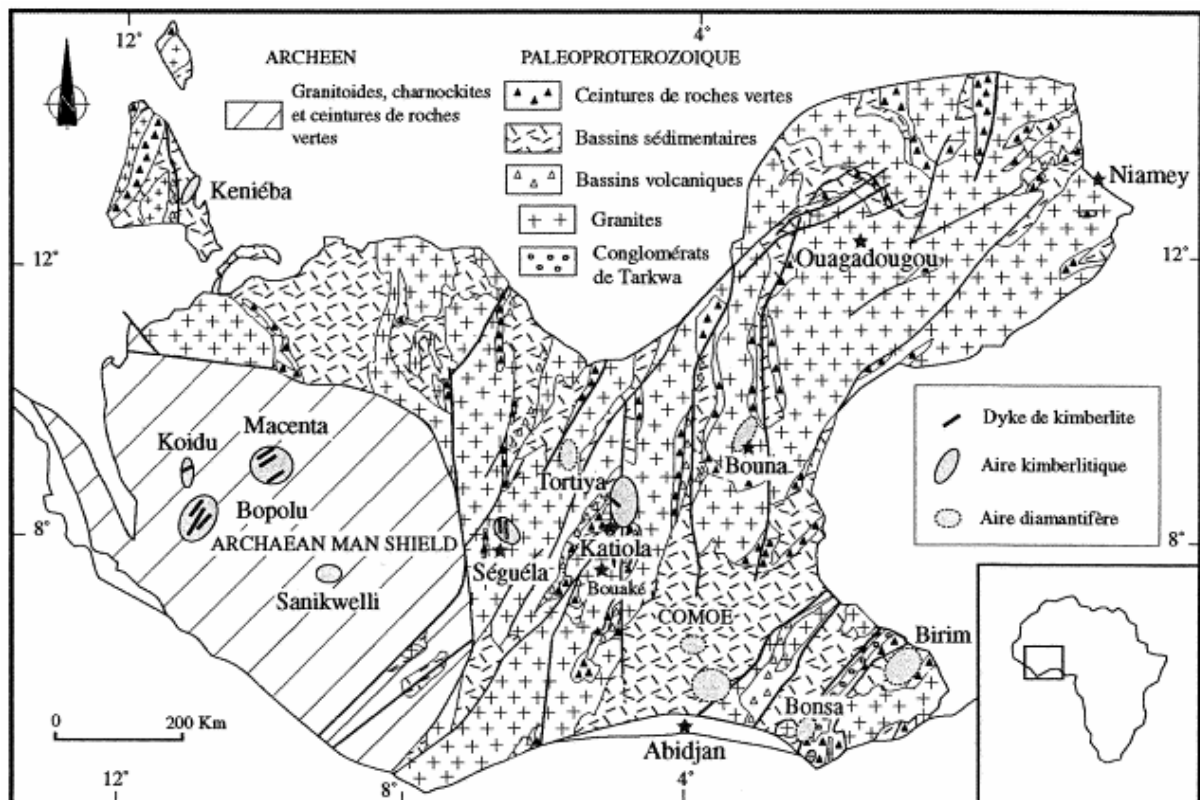 12°
4°
ARCHEEN
Granitoides, charnockites
et ceintures de roches
vertes
PALEOPROTEROZOIQUE
Ceintures de roches vertes
Bassins sédimentaires
Bassins volcaniques
Granites
Conglomérats
de Tarkwa
Keniéba
Niamey
Ouagadougou
12°
12°
Dyke de kimberlite
Aire kimberlitique
Aire diamantifère
Macenta
Koidu
Bopolu
ARCHAEAN MAN SHIELD
Sanikwelli
Tortiya
Bouna
Katiola
Séguéla
Bouaké
8°
8°
COMOE
Birim
Bonsa
Abidjan
0
200 Km
12°
8°
4°